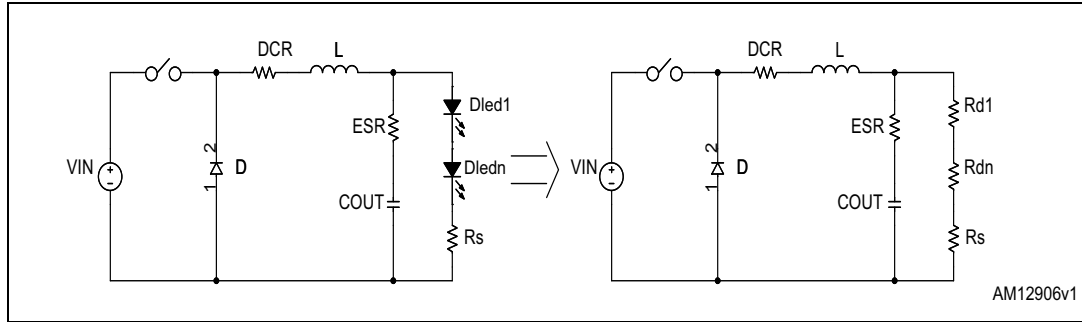 DCR
L
Dled1
ESR
VIN
2
1
D
Dledn
COUT
Rs
DCR
L
Rd1
ESR
VIN
2
1
D
Rdn
COUT
Rs
AM12906v1